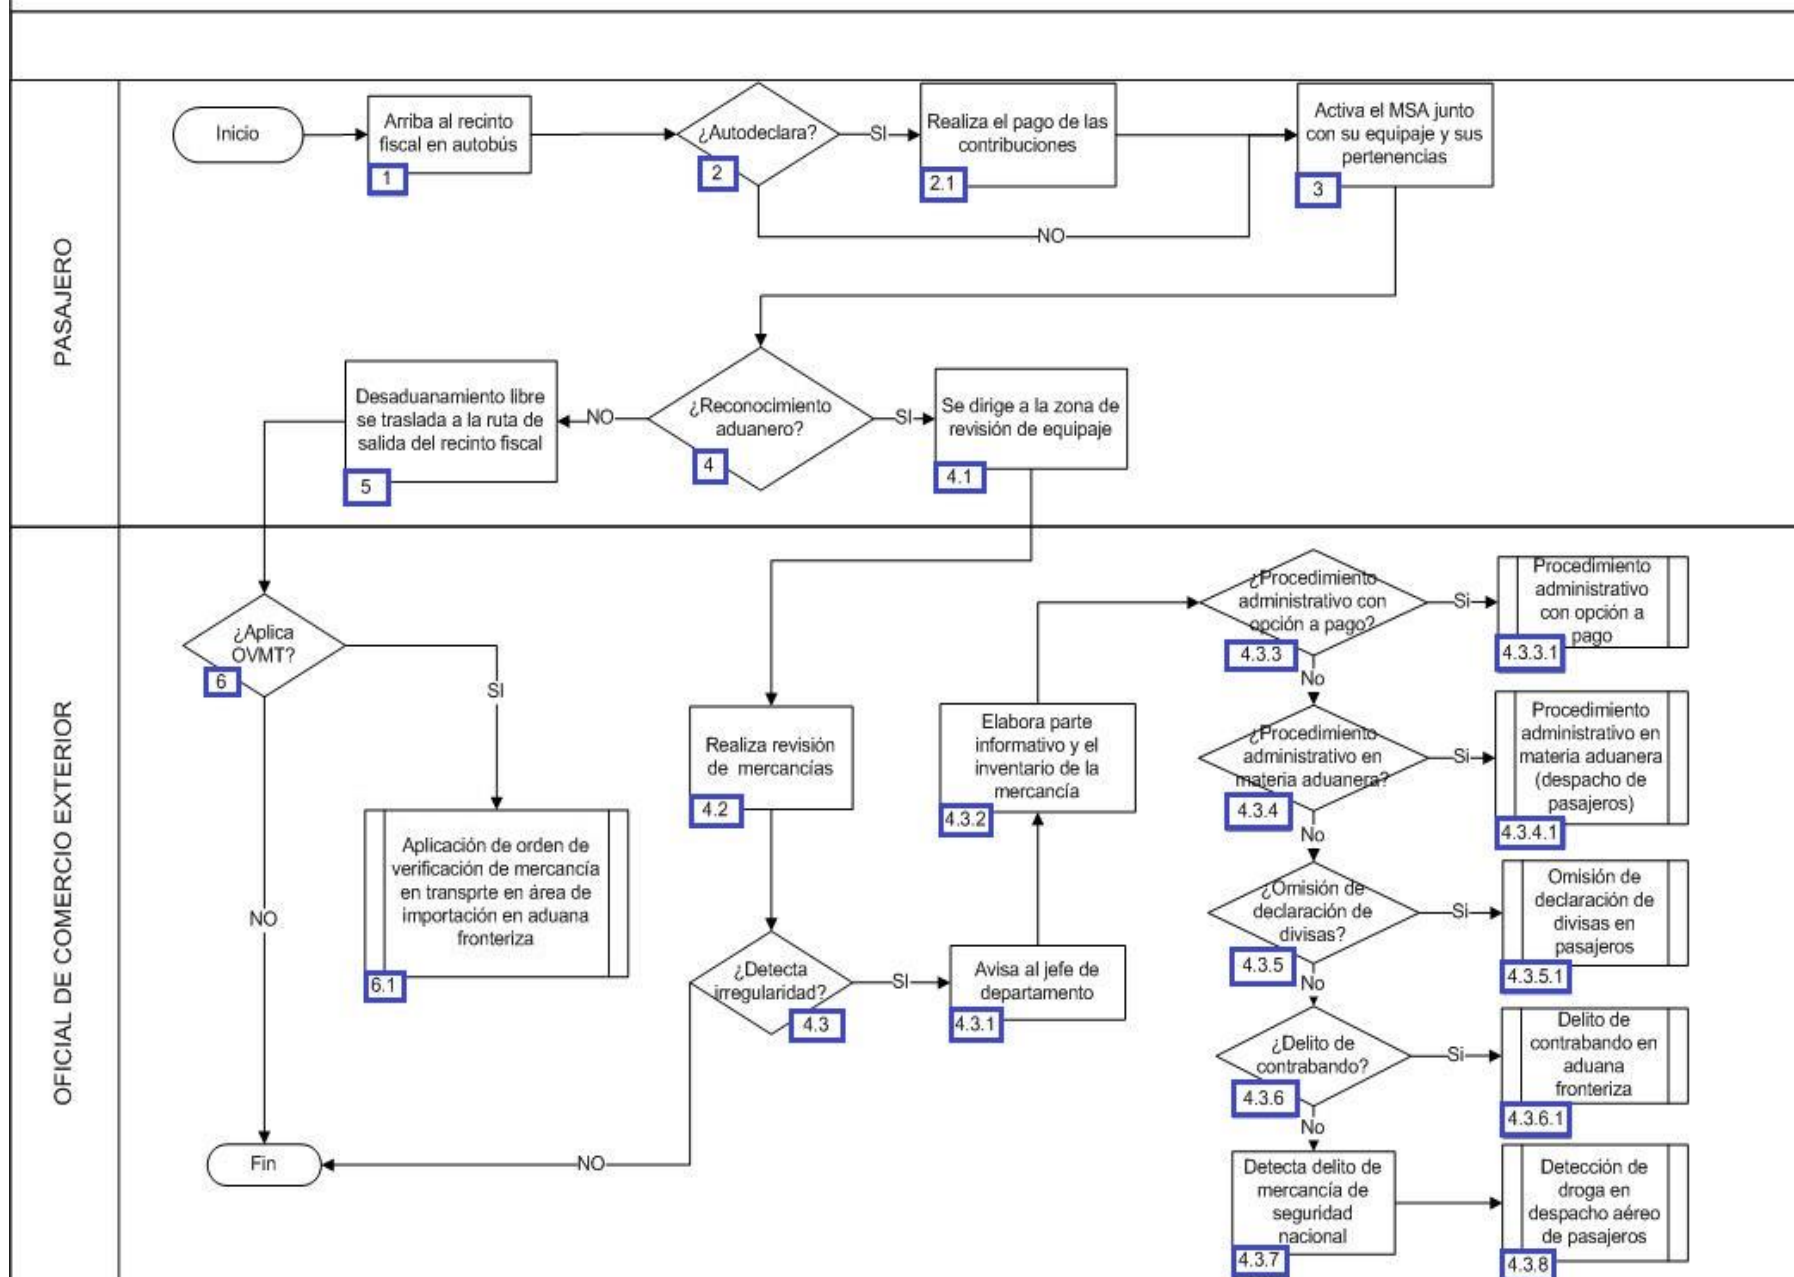 PASAJERO
Inicio
Arriba al recinto
fiscal en autobús
1
¿Autodeclara?
2
SI
NO
Realiza el pago de las
contribuciones
2.1
Activa el MSA junto
con su equipaje y sus
pertenencias
3
¿Reconocimiento
aduanero?
4
NO
SI
Desaduanamiento libre
se traslada a la ruta de
salida del recinto fiscal
5
Se dirige a la zona de
revisión de equipaje
4.1
OFICIAL DE COMERCIO EXTERIOR
¿Aplica
OVMT?
6
SI
NO
Aplicación de orden de
verificación de mercancía
en transprte en área de
importación en aduana
fronteriza
6.1
Fin
Realiza revisión
de mercancías
4.2
¿Detecta
irregularidad?
4.3
NO
SI
Avisa al jefe de
departamento
4.3.1
Elabora parte
informativo y el
inventario de la
mercancía
4.3.2
¿Procedimiento
administrativo con
opción a pago?
4.3.3
Si
No
Procedimiento
administrativo
con opción a
pago
4.3.3.1
¿Procedimiento
administrativo en
materia aduanera?
4.3.4
Si
No
Procedimiento
administrativo en
materia aduanera
(despacho de
pasajeros)
4.3.4.1
¿Omisión de
declaración de
divisas?
4.3.5
Si
No
Omisión de
declaración de
divisas en
pasajeros
4.3.5.1
¿Delito de
contrabando?
4.3.6
Si
No
Delito de
contrabando en
aduana
fronteriza
4.3.6.1
Detecta delito de
mercancía de
seguridad
nacional
4.3.7
Detección de
droga en
despacho aéreo
de pasajeros
4.3.8